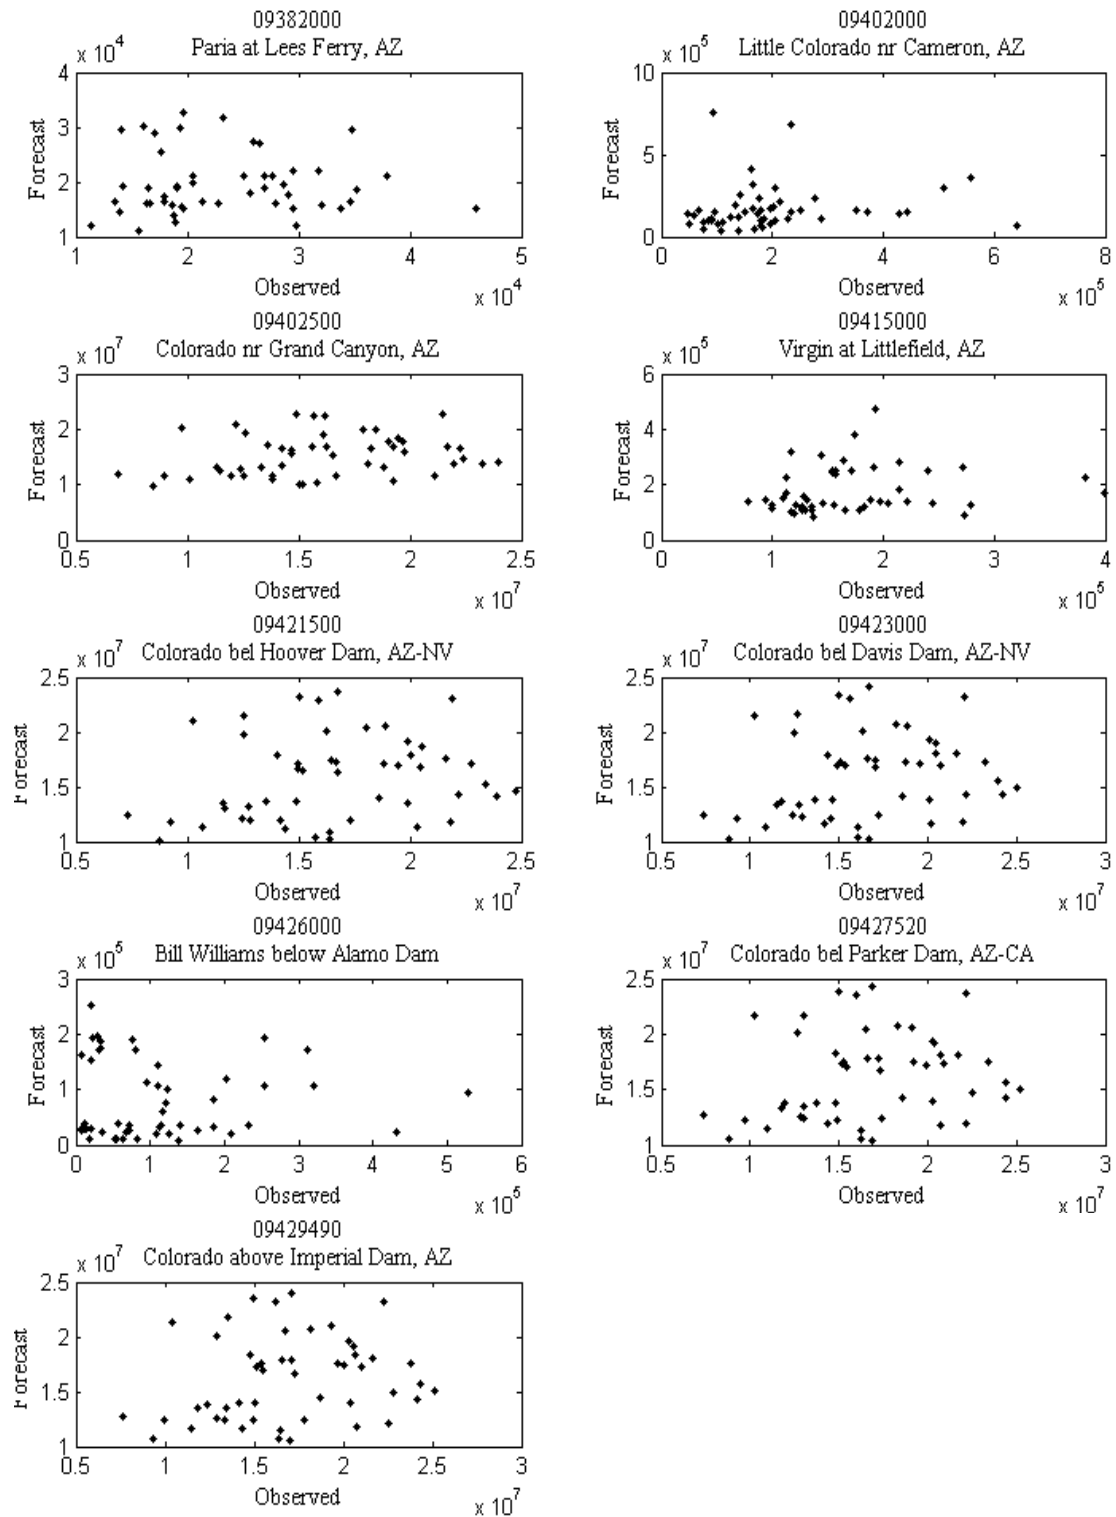 09382000
Paria at Lees Ferry, AZ
x 10^4
4
3
2
1
Forecast
1 2 3 4 5
Observed
x 10^4
09402000
Little Colorado nr Cameron, AZ
x 10^5
10
5
0
Forecast
0 2 4 6 8
Observed
x 10^5
09402500
Colorado nr Grand Canyon, AZ
x 10^7
3
2
1
0
Forecast
0.5 1 1.5 2 2.5
Observed
x 10^7
09415000
Virgin at Littlefield, AZ
x 10^5
6
4
2
0
Forecast
0 1 2 3 4
Observed
x 10^5
09421500
Colorado bel Hoover Dam, AZ-NV
x 10^7
2.5
2
1.5
1
Forecast
0.5 1 1.5 2 2.5
Observed
x 10^7
09423000
Colorado bel Davis Dam, AZ-NV
x 10^7
2.5
2
1.5
1
Forecast
0.5 1 1.5 2 2.5 3
Observed
x 10^7
09426000
Bill Williams below Alamo Dam
x 10^5
3
2
1
0
Forecast
0 1 2 3 4 5 6
Observed
x 10^5
09427520
Colorado bel Parker Dam, AZ-CA
x 10^7
2.5
2
1.5
1
Forecast
0.5 1 1.5 2 2.5 3
Observed
x 10^7
09429490
Colorado above Imperial Dam, AZ
x 10^7
2.5
2
1.5
1
Forecast
0.5 1 1.5 2 2.5 3
Observed
x 10^7